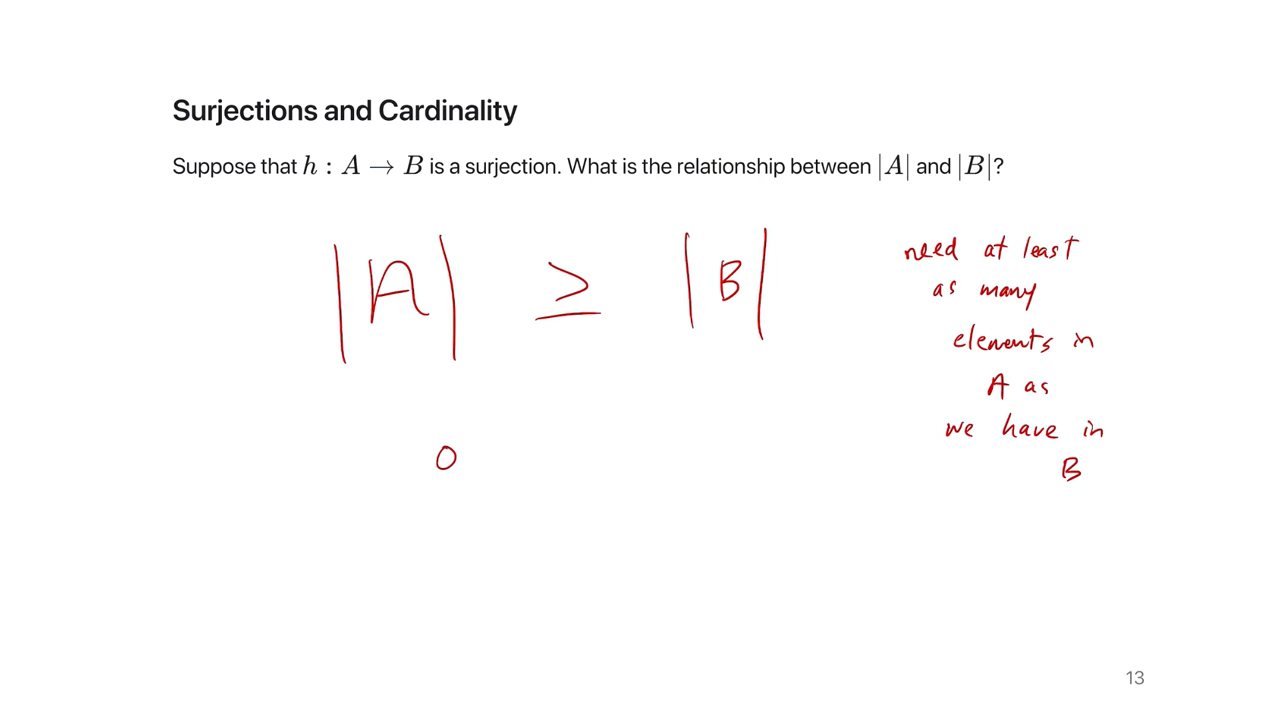 Surjections and Cardinality
Suppose that h : A → B is a surjection. What is the relationship between |A| and |B|?
|A| ≥ |B|
need at least
as many
elements in
A as
we have in
B
0
13